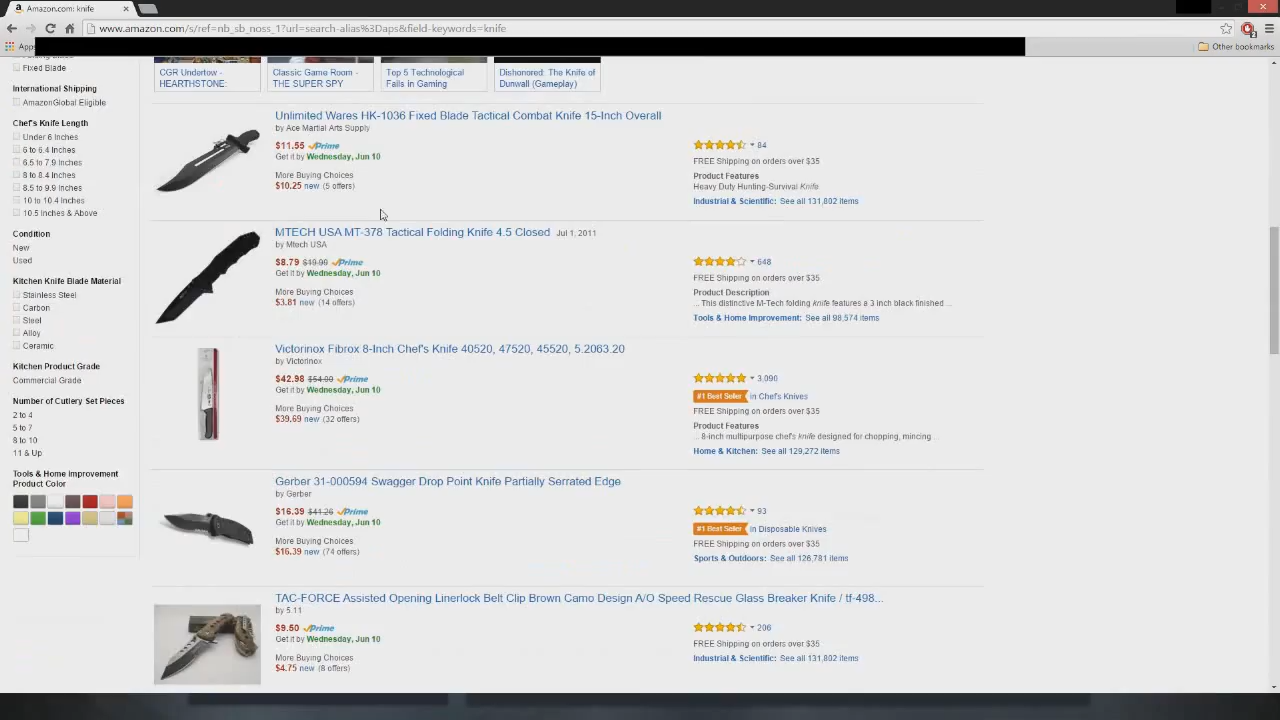 Amazon.com: knife
www.amazon.com/s/ref=nb_sb_noss_1?url=search-alias%3Daps&field-keywords=knife
Apps
Other bookmarks
Fixed Blade
International Shipping
AmazonGlobal Eligible
Chef's Knife Length
Under 6 Inches
6 to 6.4 Inches
6.5 to 7.9 Inches
8 to 8.4 Inches
8.5 to 9.9 Inches
10 to 10.4 Inches
10.5 Inches & Above
Condition
New
Used
Kitchen Knife Blade Material
Stainless Steel
Carbon
Steel
Alloy
Ceramic
Kitchen Product Grade
Commercial Grade
Number of Cutlery Set Pieces
2 to 4
5 to 7
8 to 10
11 & Up
Tools & Home Improvement
Product Color
CGR Undertow -
HEARTHSTONE:
Classic Game Room -
THE SUPER SPY
Top 5 Technological
Fails in Gaming
Dishonored: The Knife of
Dunwall (Gameplay)
Unlimited Wares HK-1036 Fixed Blade Tactical Combat Knife 15-Inch Overall
by Ace Martial Arts Supply
$11.55 Prime
Get it by Wednesday, Jun 10
More Buying Choices
$10.25 new (5 offers)
84
FREE Shipping on orders over $35
Product Features
Heavy Duty Hunting-Survival Knife
Industrial & Scientific: See all 131,802 items
MTECH USA MT-378 Tactical Folding Knife 4.5 Closed Jul 1, 2011
by Mtech USA
$8.79 $19.99 Prime
Get it by Wednesday, Jun 10
More Buying Choices
$3.81 new (14 offers)
648
FREE Shipping on orders over $35
Product Description
... This distinctive M-Tech folding knife features a 3 inch black finished ...
Tools & Home Improvement: See all 98,574 items
Victorinox Fibrox 8-Inch Chef's Knife 40520, 47520, 45520, 5.2063.20
by Victorinox
$42.98 $54.00 Prime
Get it by Wednesday, Jun 10
More Buying Choices
$39.69 new (32 offers)
3,090
#1 Best Seller in Chef's Knives
FREE Shipping on orders over $35
Product Features
... 8-inch multipurpose chef's knife designed for chopping, mincing ...
Home & Kitchen: See all 129,272 items
Gerber 31-000594 Swagger Drop Point Knife Partially Serrated Edge
by Gerber
$16.39 $41.26 Prime
Get it by Wednesday, Jun 10
More Buying Choices
$16.39 new (74 offers)
93
#1 Best Seller in Disposable Knives
FREE Shipping on orders over $35
Sports & Outdoors: See all 126,781 items
TAC-FORCE Assisted Opening Linerlock Belt Clip Brown Camo Design A/O Speed Rescue Glass Breaker Knife / tf-498...
by 5.11
$9.50 Prime
Get it by Wednesday, Jun 10
More Buying Choices
$4.75 new (8 offers)
206
FREE Shipping on orders over $35
Industrial & Scientific: See all 131,802 items